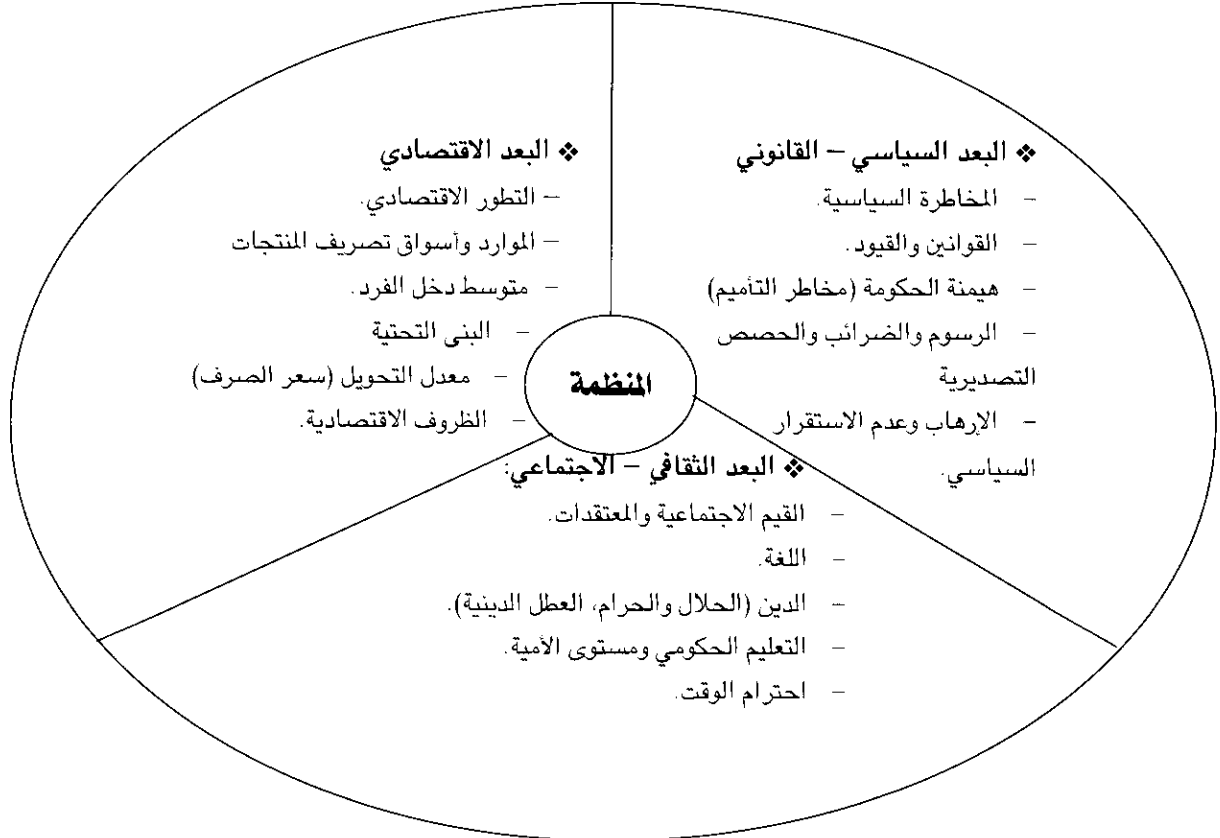 ❖ البعد السياسي – القانوني
– المخاطرة السياسية.
– القوانين والقيود.
– هيمنة الحكومة (مخاطر التأميم)
– الرسوم والضرائب والحصص
التصديرية
– الإرهاب وعدم الاستقرار
السياسي.
❖ البعد الاقتصادي
– التطور الاقتصادي.
– الموارد وأسواق تصريف المنتجات
– متوسط دخل الفرد.
– البنى التحتية
– معدل التحويل (سعر الصرف)
– الظروف الاقتصادية.
المنظمة
❖ البعد الثقافي – الاجتماعي:
– القيم الاجتماعية والمعتقدات.
– اللغة.
– الدين (الحلال والحرام، العطل الدينية).
– التعليم الحكومي ومستوى الأمية.
– احترام الوقت.